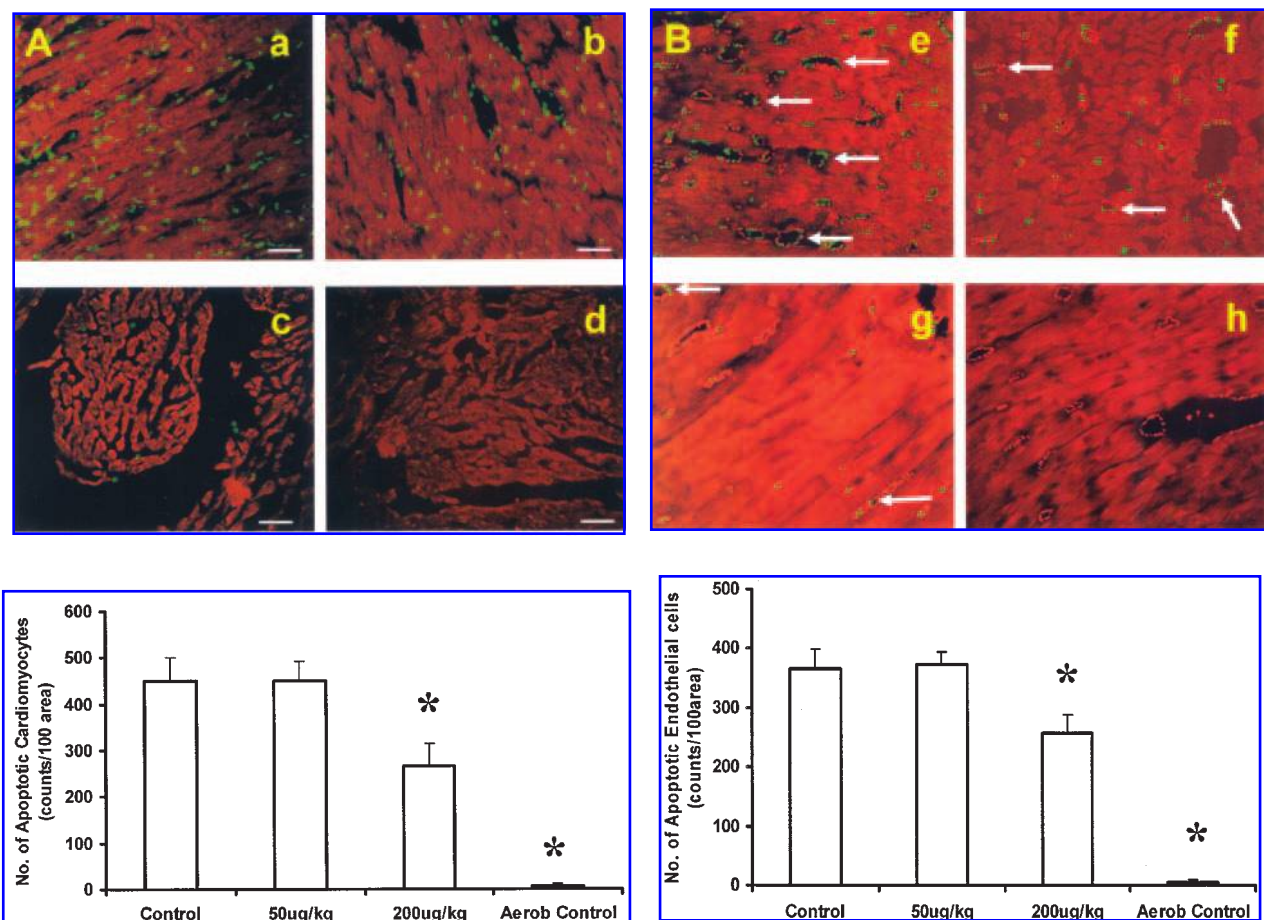 A
a
b
c
d
B
e
f
g
h
No. of Apoptotic Cardiomyocytes
(counts/100 area)
600
500
400
300
200
100
0
*
*
Control
50ug/kg
200ug/kg
Aerob Control
No. of Apoptotic Endothelial cells
(counts/100area)
500
400
300
200
100
0
*
*
Control
50ug/kg
200ug/kg
Aerob Control